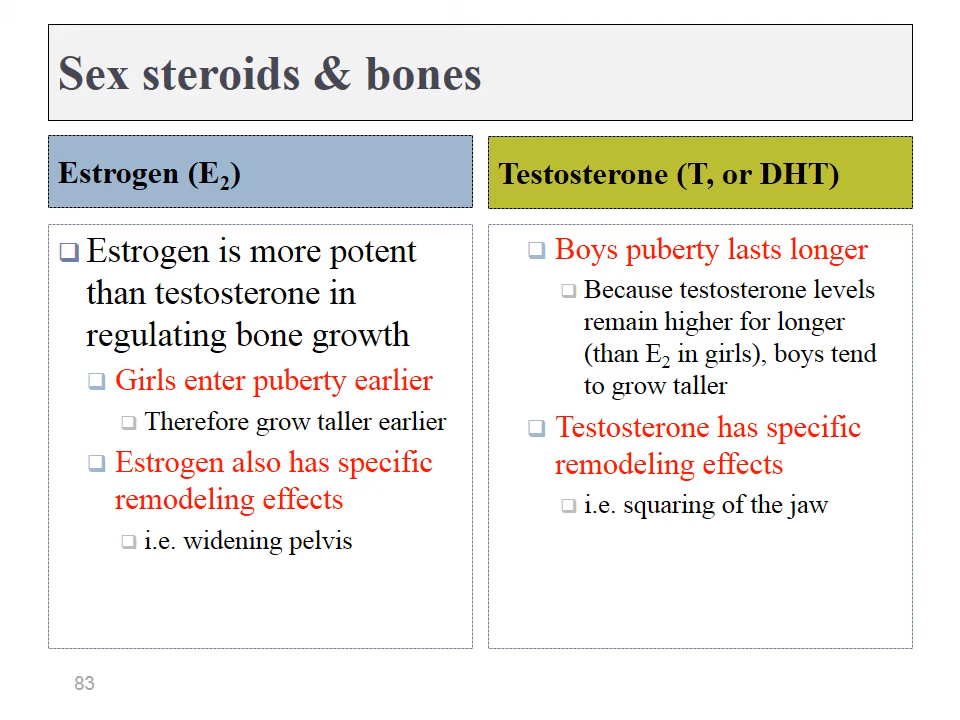 Sex steroids & bones
Estrogen (E₂)
Estrogen is more potent
than testosterone in
regulating bone growth
Girls enter puberty earlier
Therefore grow taller earlier
Estrogen also has specific
remodeling effects
i.e. widening pelvis
Testosterone (T, or DHT)
Boys puberty lasts longer
Because testosterone levels
remain higher for longer
(than E₂ in girls), boys tend
to grow taller
Testosterone has specific
remodeling effects
i.e. squaring of the jaw
83